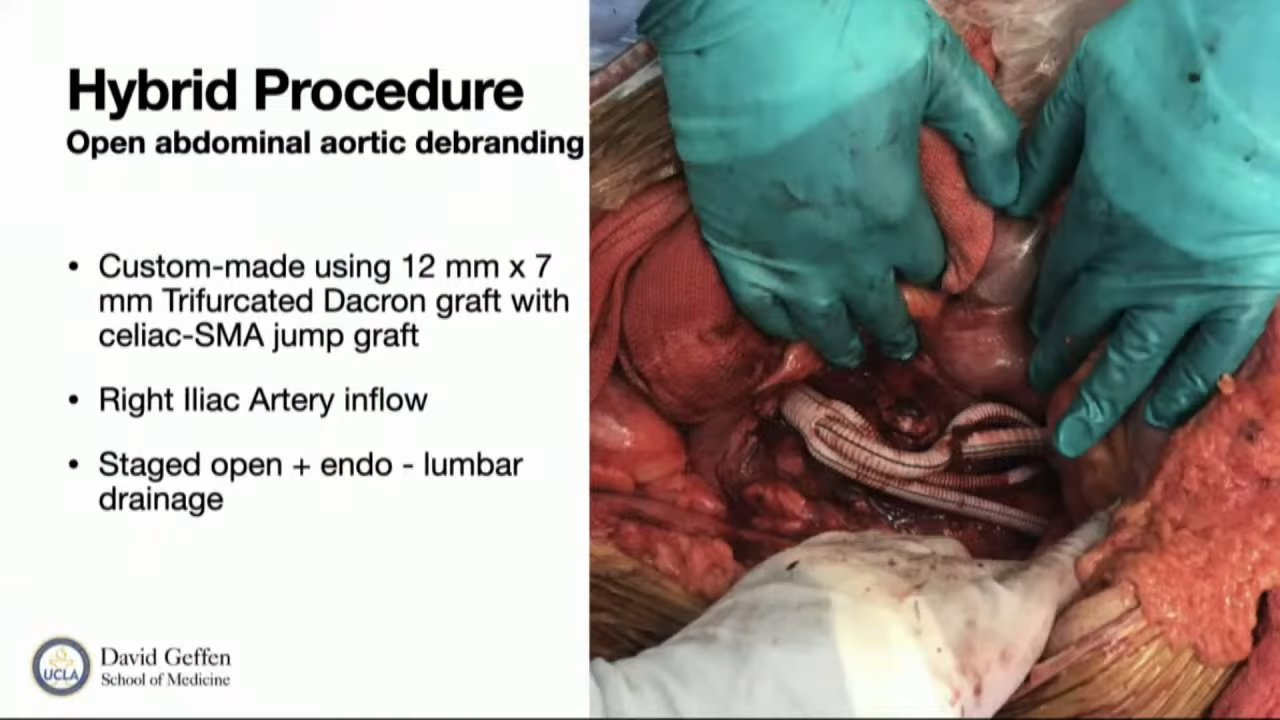 Hybrid Procedure
Open abdominal aortic debranding
• Custom-made using 12 mm x 7
mm Trifurcated Dacron graft with
celiac-SMA jump graft
• Right Iliac Artery inflow
• Staged open + endo - lumbar
drainage
UCLA
David Geffen
School of Medicine